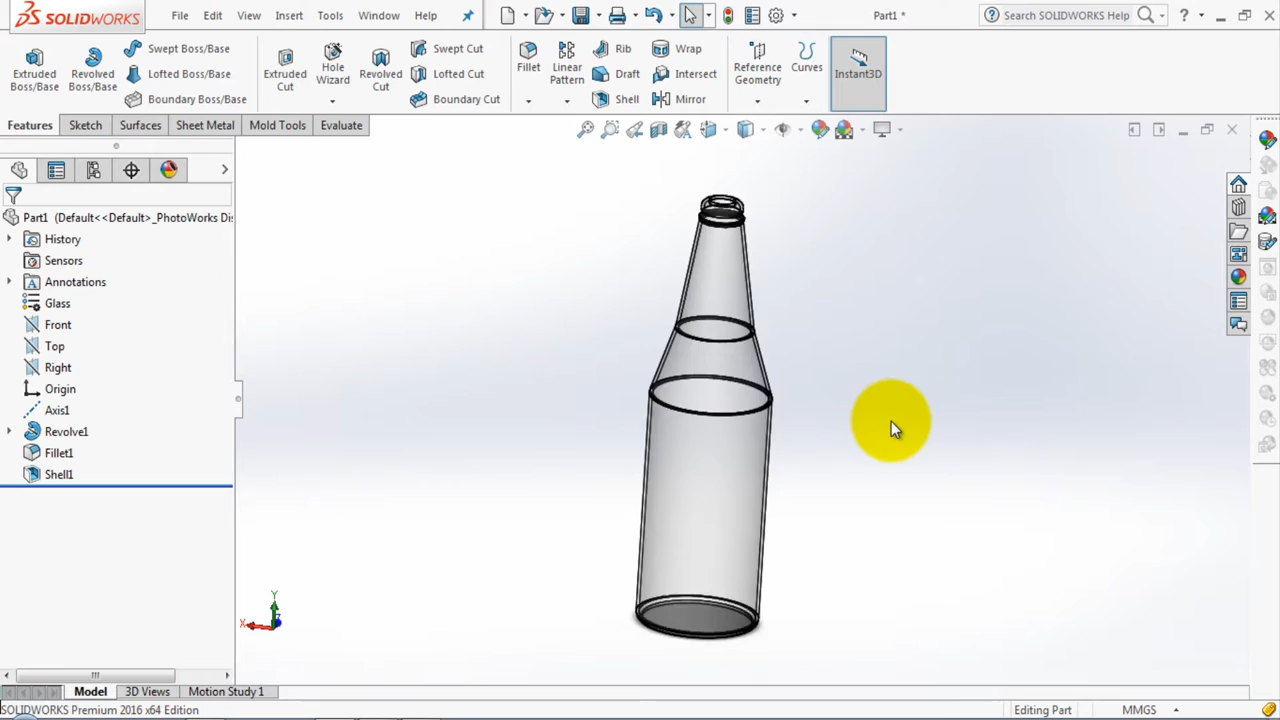 SOLIDWORKS File Edit View Insert Tools Window Help Part1 * Search SOLIDWORKS Help ?
Extruded Boss/Base
Revolved Boss/Base
Swept Boss/Base
Lofted Boss/Base
Boundary Boss/Base
Extruded Cut
Hole Wizard
Revolved Cut
Swept Cut
Lofted Cut
Boundary Cut
Fillet
Linear Pattern
Rib
Draft
Shell
Wrap
Intersect
Mirror
Reference Geometry
Curves
Instant3D
Features Sketch Surfaces Sheet Metal Mold Tools Evaluate
Part1 (Default<<Default>_PhotoWorks Dis
History
Sensors
Annotations
Glass
Front
Top
Right
Origin
Axis1
Revolve1
Fillet1
Shell1
Y
X
Model 3D Views Motion Study 1
SOLIDWORKS Premium 2016 x64 Edition Editing Part MMGS